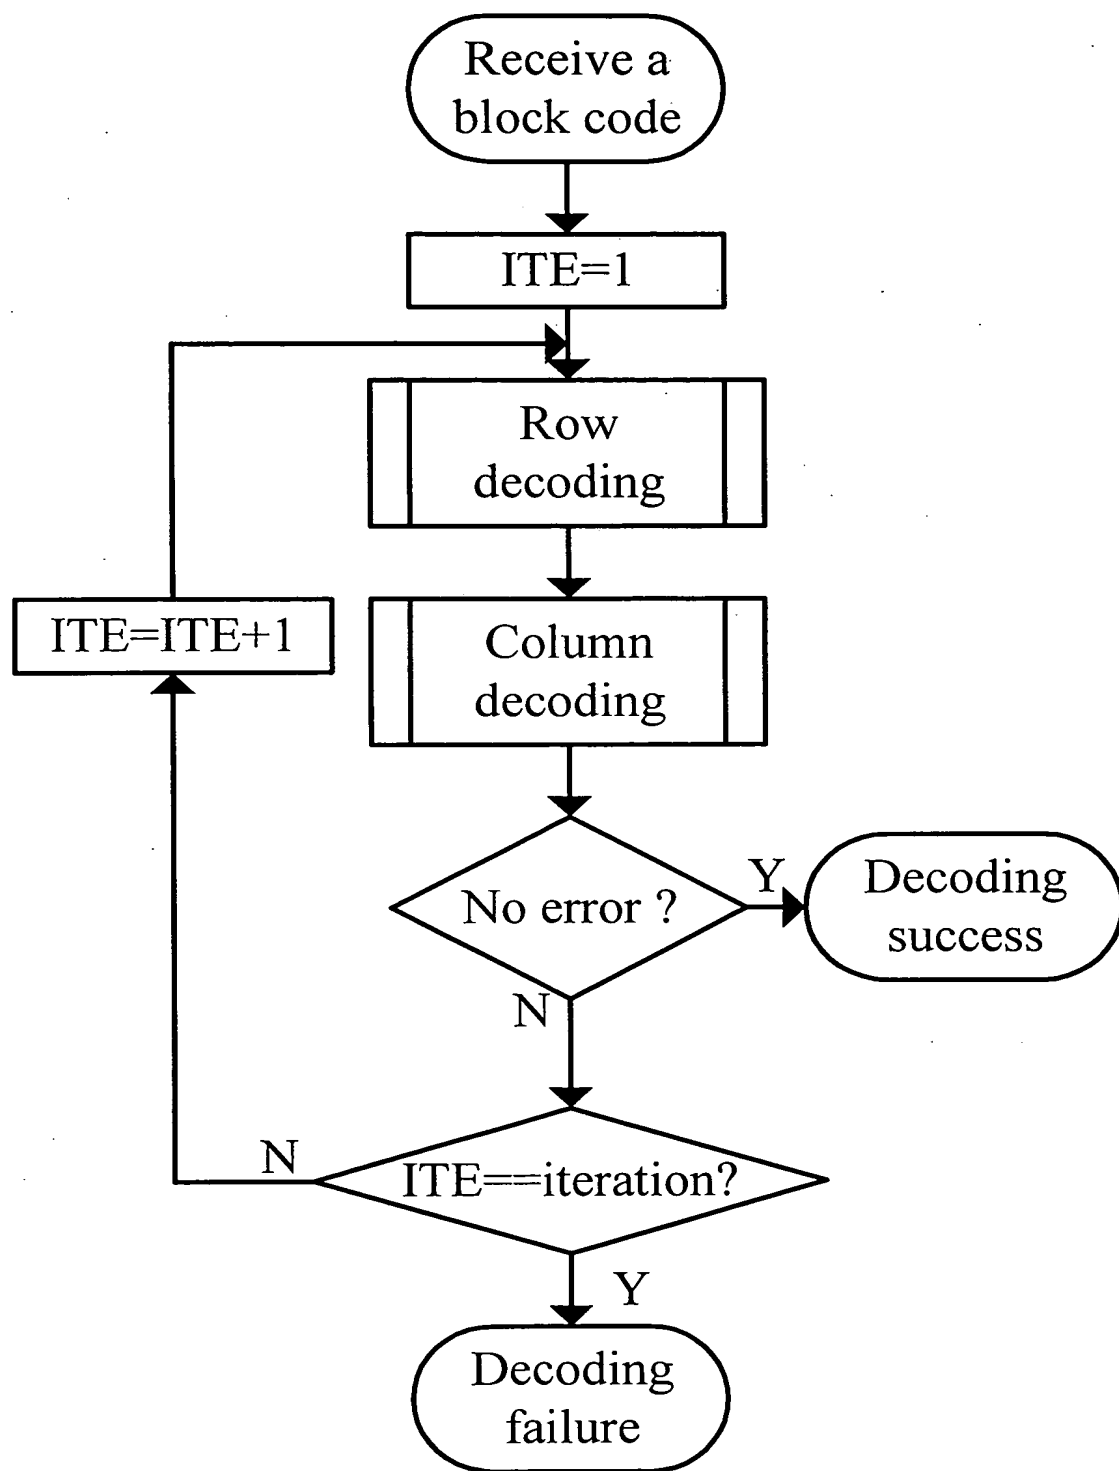 Receive a
block code
ITE=1
Row
decoding
ITE=ITE+1
Column
decoding
No error ?
Y
Decoding
success
N
N
ITE==iteration?
Y
Decoding
failure